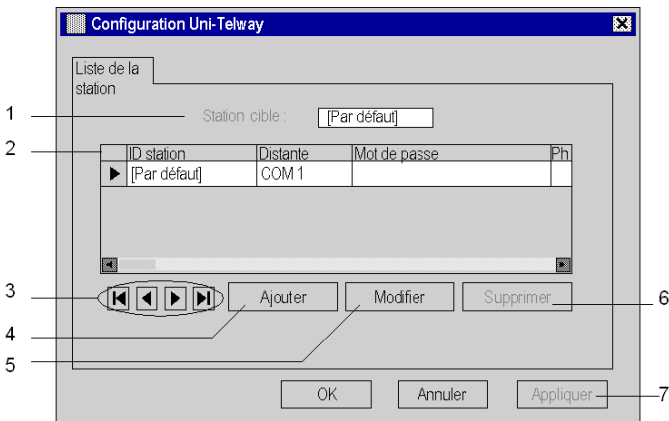 Configuration Uni-Telway
Liste de la
station
1
Station cible :
[Par défaut]
2
ID station
Distante
Mot de passe
Ph
[Par défaut]
COM 1
3
Ajouter
Modifier
Supprimer
6
4
5
OK
Annuler
Appliquer
7